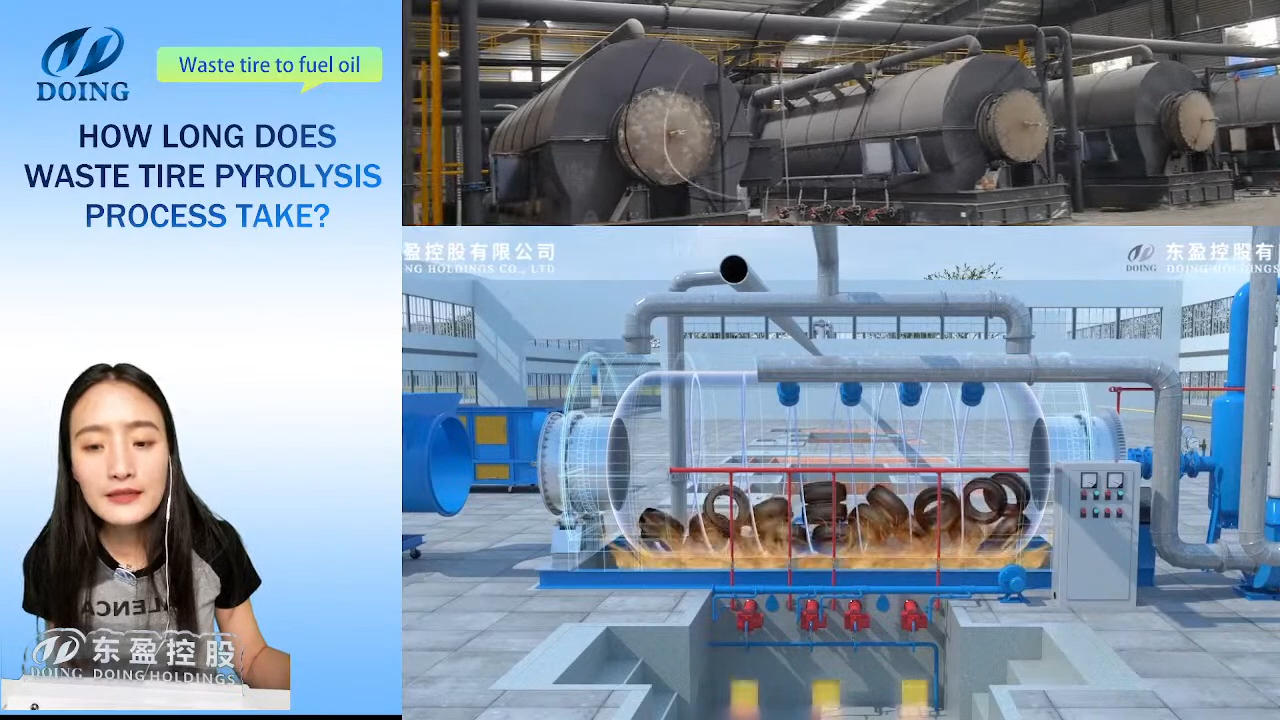 DOING
Waste tire to fuel oil
HOW LONG DOES
WASTE TIRE PYROLYSIS
PROCESS TAKE?
盈控股有限公司
NG HOLDINGS CO., LTD
DOING
东盈控股有
DOING HOLDINGS
东盈控股
DOING DOING HOLDINGS